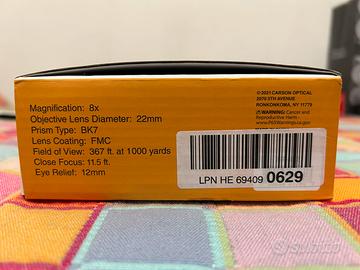 Magnification: 8x
Objective Lens Diameter: 22mm
Prism Type: BK7
Lens Coating: FMC
Field of View: 367 ft. at 1000 yards
Close Focus: 11.5 ft.
Eye Relief: 12mm
© 2021 CARSON OPTICAL
2070 5TH AVENUE
RONKONKOMA, NY 11779
⚠WARNING: Cancer and
Reproductive Harm -
www.P65Warnings.ca.gov
LPN HE 69409 0629
subito